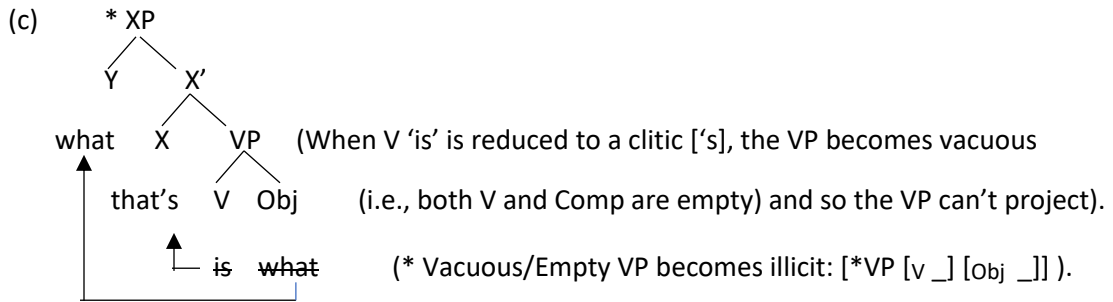 (c) * XP
Y X’
what X VP (When V ‘is’ is reduced to a clitic [‘s], the VP becomes vacuous
that’s V Obj (i.e., both V and Comp are empty) and so the VP can’t project).
is what (* Vacuous/Empty VP becomes illicit: [*VP [V _] [Obj _]] ).